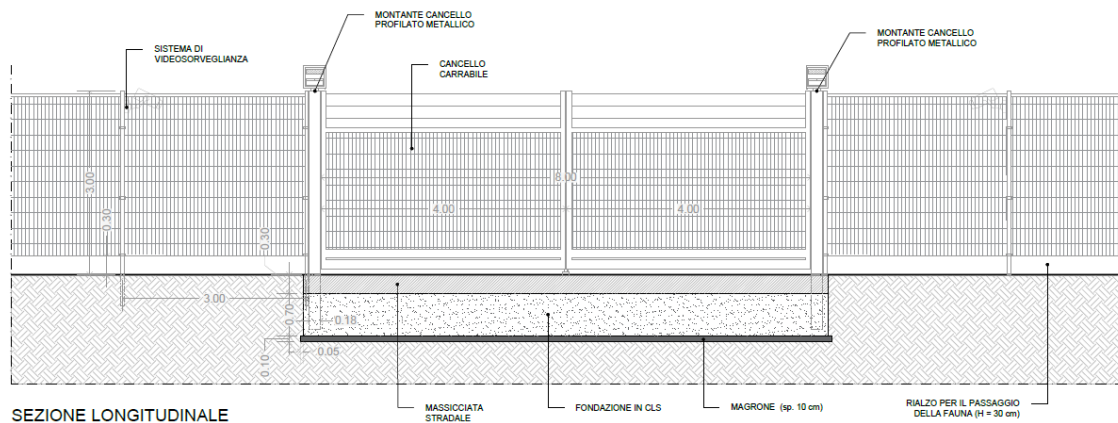 MONTANTE CANCELLO
PROFILATO METALLICO
MONTANTE CANCELLO
PROFILATO METALLICO
SISTEMA DI
VIDEOSORVEGLIANZA
CANCELLO
CARRABILE
3.00
0.30
0.30
8.00
4.00
4.00
3.00
0.70
0.18
0.05
0.10
SEZIONE LONGITUDINALE
MASSICCIATA
STRADALE
FONDAZIONE IN CLS
MAGRONE (sp. 10 cm)
RIALZO PER IL PASSAGGIO
DELLA FAUNA (H = 30 cm)